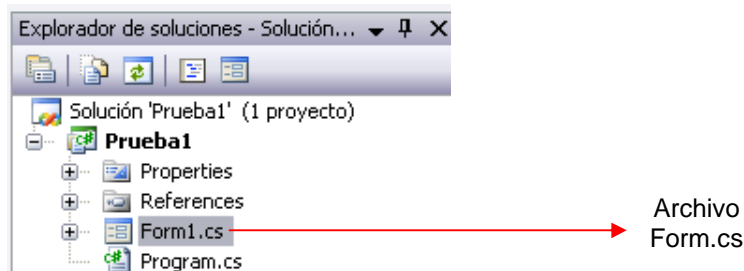 Explorador de soluciones - Solución...
Solución 'Prueba1' (1 proyecto)
Prueba1
Properties
References
Form1.cs
Program.cs
Archivo
Form.cs